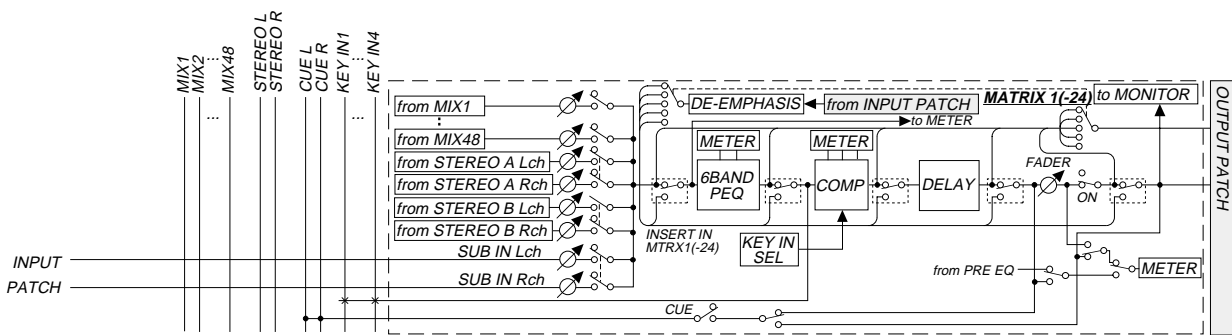 MIX1
MIX2
...
MIX48
...
STEREO L
STEREO R
CUE L
CUE R
KEY IN1
...
KEY IN4
from MIX1
:
from MIX48
from STEREO A Lch
from STEREO A Rch
from STEREO B Lch
from STEREO B Rch
SUB IN Lch
SUB IN Rch
INPUT
PATCH
DE-EMPHASIS
from INPUT PATCH
MATRIX 1(-24)
to MONITOR
to METER
METER
6BAND
PEQ
METER
COMP
DELAY
FADER
ON
INSERT IN
MTRX1(-24)
KEY IN
SEL
from PRE EQ
METER
CUE
OUTPUT PATCH